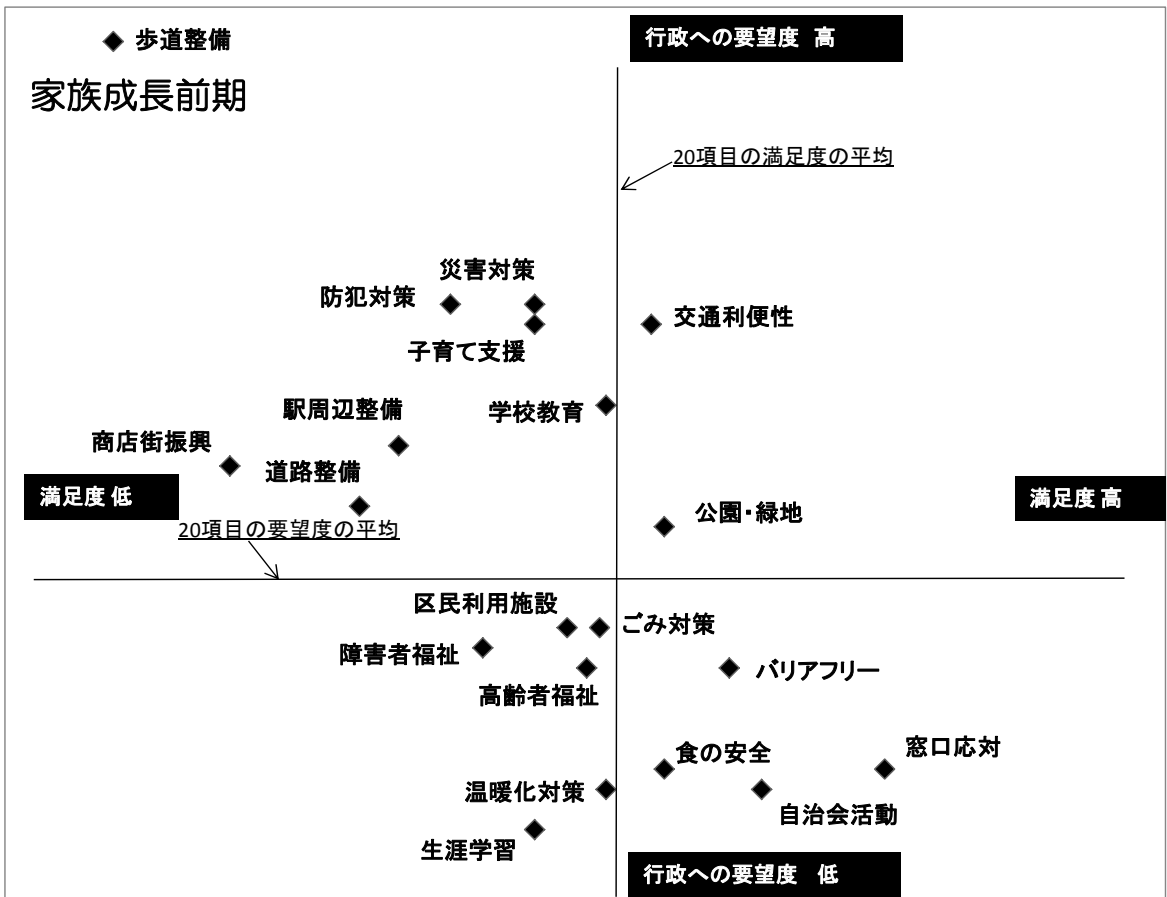 歩道整備
行政への要望度 高
家族成長前期
20項目の満足度の平均
災害対策
防犯対策
交通利便性
子育て支援
駅周辺整備
学校教育
商店街振興
道路整備
満足度 低
満足度 高
公園・緑地
20項目の要望度の平均
区民利用施設
ごみ対策
障害者福祉
バリアフリー
高齢者福祉
食の安全
窓口応対
温暖化対策
自治会活動
生涯学習
行政への要望度 低